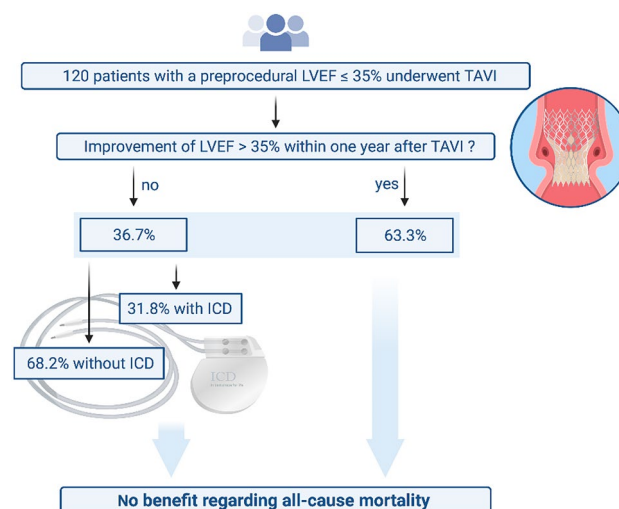 120 patients with a preprocedural LVEF ≤ 35% underwent TAVI
Improvement of LVEF > 35% within one year after TAVI ?
no
yes
36.7%
63.3%
31.8% with ICD
68.2% without ICD
ICD
No benefit regarding all-cause mortality